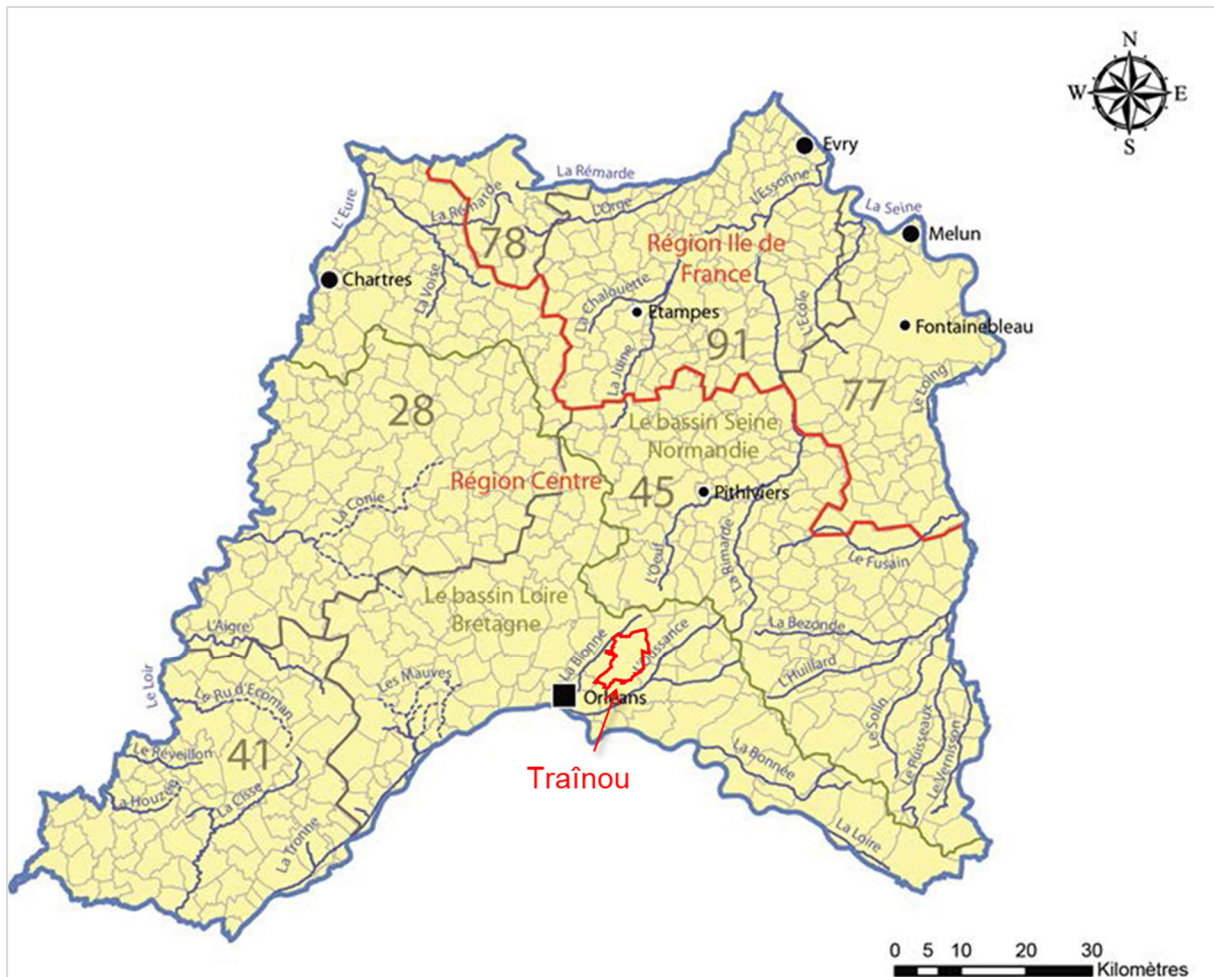 N
W
E
S
Evry
La Rémarde
L'Essonne
La Rémarde
L'Orge
La Seine
L'Eure
Melun
78
Région Ile de
France
Chartres
La Voise
La Chalouette
L'Ecole
Etampes
Fontainebleau
91
La Juine
77
Le Loing
28
Le bassin Seine
Normandie
Région Centre
45
Pithiviers
La Conie
L'Oeuf
La Rimarde
Le Fusain
Le bassin Loire
Bretagne
L'Aigre
La Bionne
L'Oussance
La Bezonde
L'Huillard
Le Loir
Les Mauves
Orléans
Le Ru d'Ecoman
Le Solin
Le Puisseaux
Le Vernisson
Le Réveillon
41
La Bonnée
Traînou
La Houzée
La Cisse
La Tronne
La Loire
0 5 10 20 30
Kilomètres